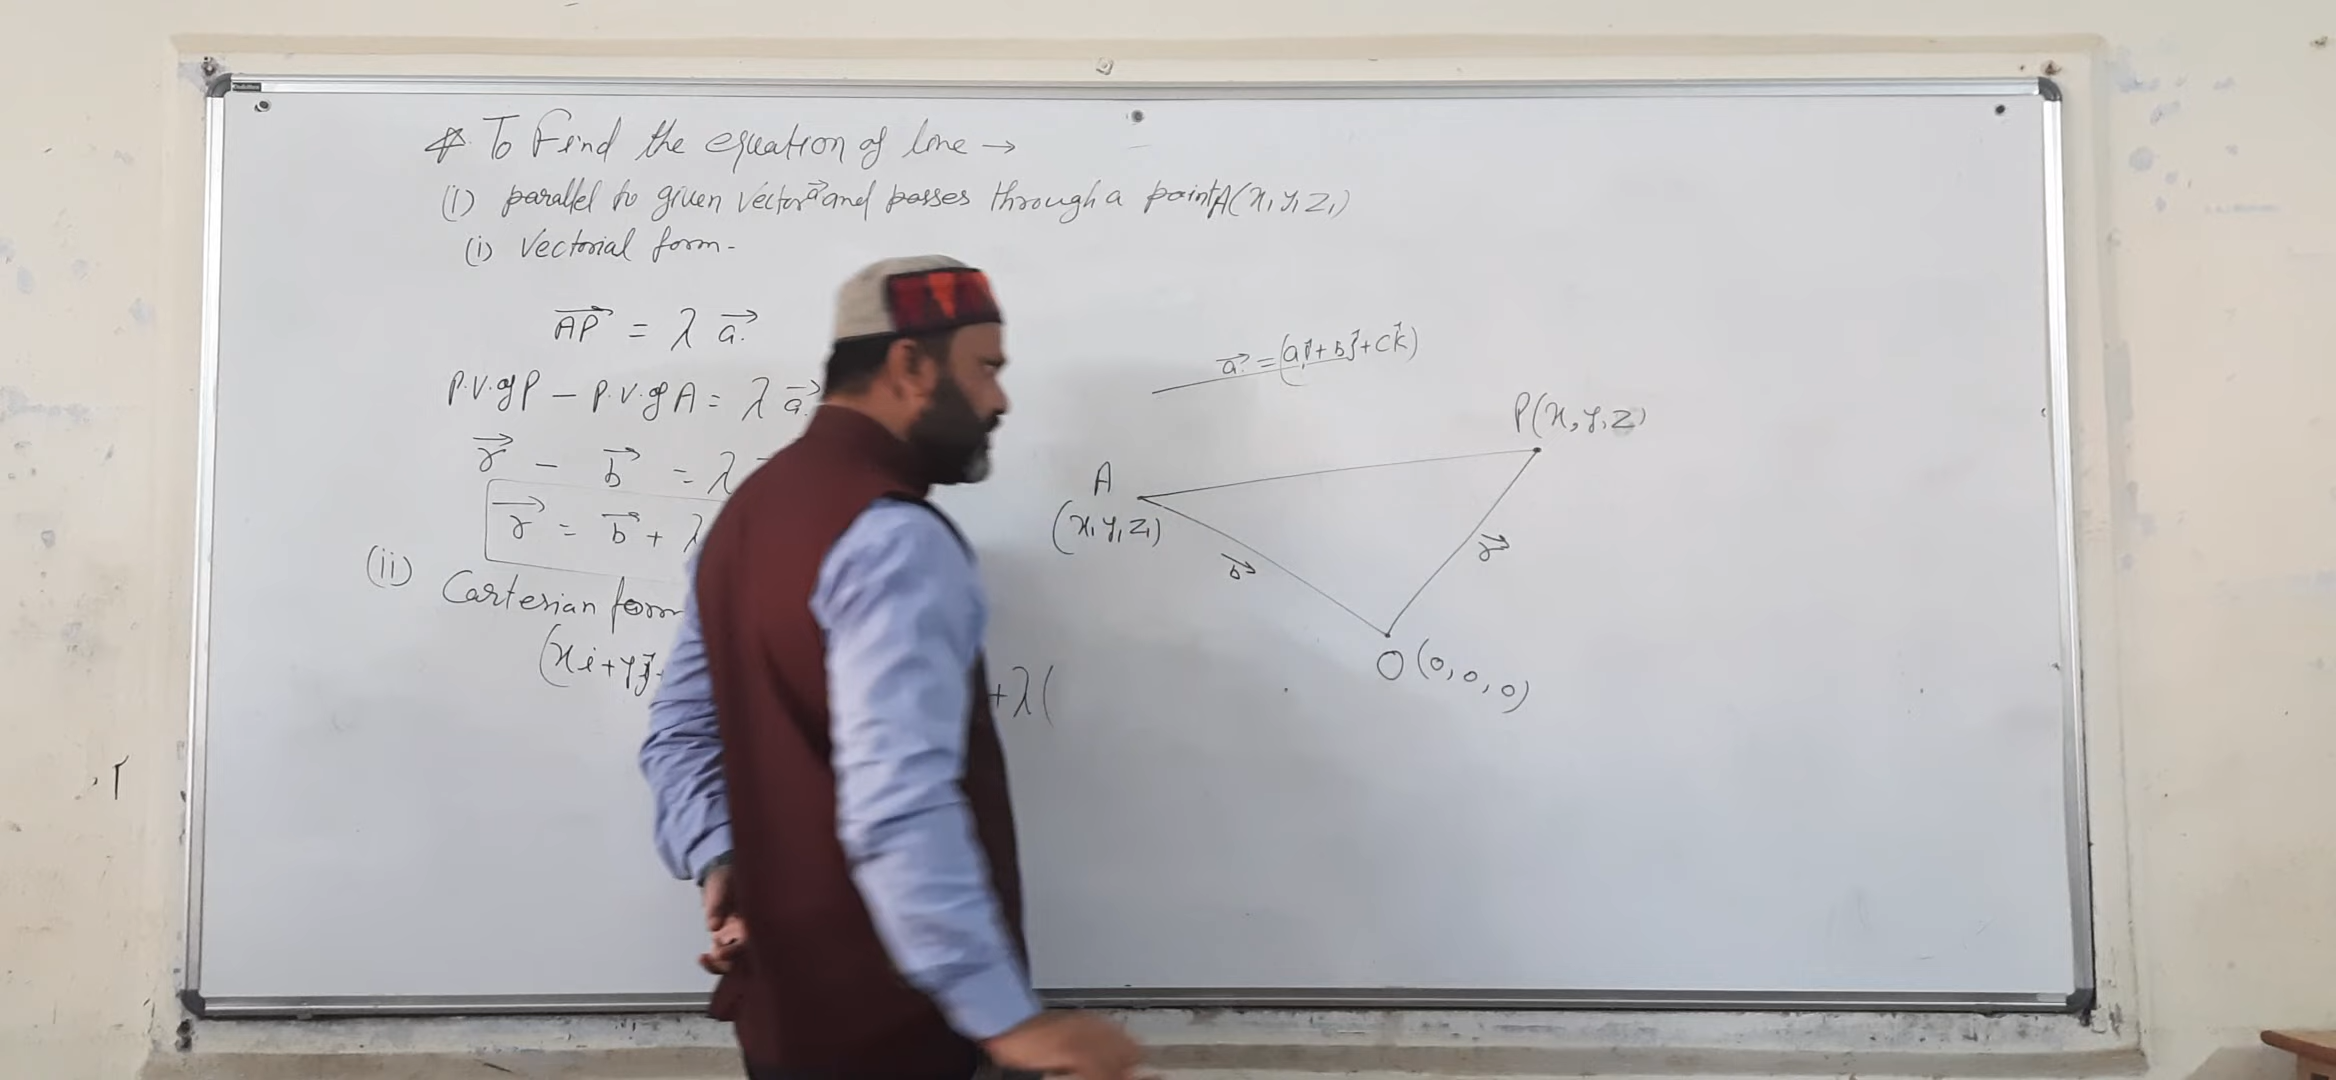 * To Find the equation of line →
(1) parallel to given vector a⃗ and passes through a point A(x₁ y₁ z₁)
(i) Vectorial form-
AP⃗ = λ a⃗.
P.V. of P - P.V. of A = λ a⃗.
r⃗ - b⃗ = λ
r⃗ = b⃗ + λ
(ii) Cartesian form
(xi + yj⃗ +
+ λ (
a⃗ = (ai⃗ + bj⃗ + ck⃗)
P(x, y, z)
A
(x₁ y₁ z₁)
b⃗
r⃗
O (0, 0, 0)